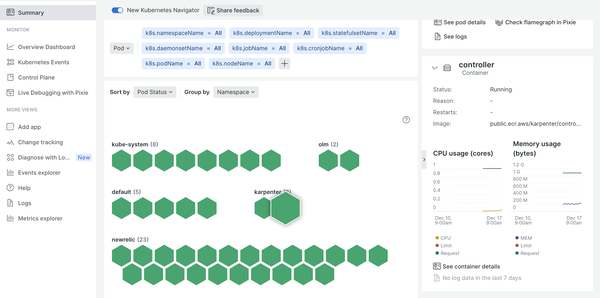 Summary
MONITOR
Overview Dashboard
Kubernetes Events
Control Plane
Live Debugging with Pixie
MORE VIEWS
Add app
Change tracking
Diagnose with Lo... New
Events explorer
Help
Logs
Metrics explorer
New Kubernetes Navigator
Share feedback
Pod
k8s.namespaceName = All
k8s.deploymentName = All
k8s.statefulsetName = All
k8s.daemonsetName = All
k8s.jobName = All
k8s.cronjobName = All
k8s.podName = All
k8s.nodeName = All
Sort by Pod Status Group by Namespace
kube-system (8)
olm (2)
default (5)
karpenter
newrelic (23)
See pod details
Check flamegraph in Pixie
See logs
controller
Container
Status: Running
Reason: -
Restarts: -
Image: public.ecr.aws/karpenter/contro...
CPU usage (cores)
1
0.8
0.6
0.4
0.2
0
Dec 10, 9:00am
Dec 17, 9:00am
CPU
Limit
Request
Memory usage (bytes)
1.2 G
1 G
800 M
600 M
400 M
200 M
0
Dec 10, 9:00am
Dec 17, 9:00am
MEM
Limit
Request
See container details
No log data in the last 7 days